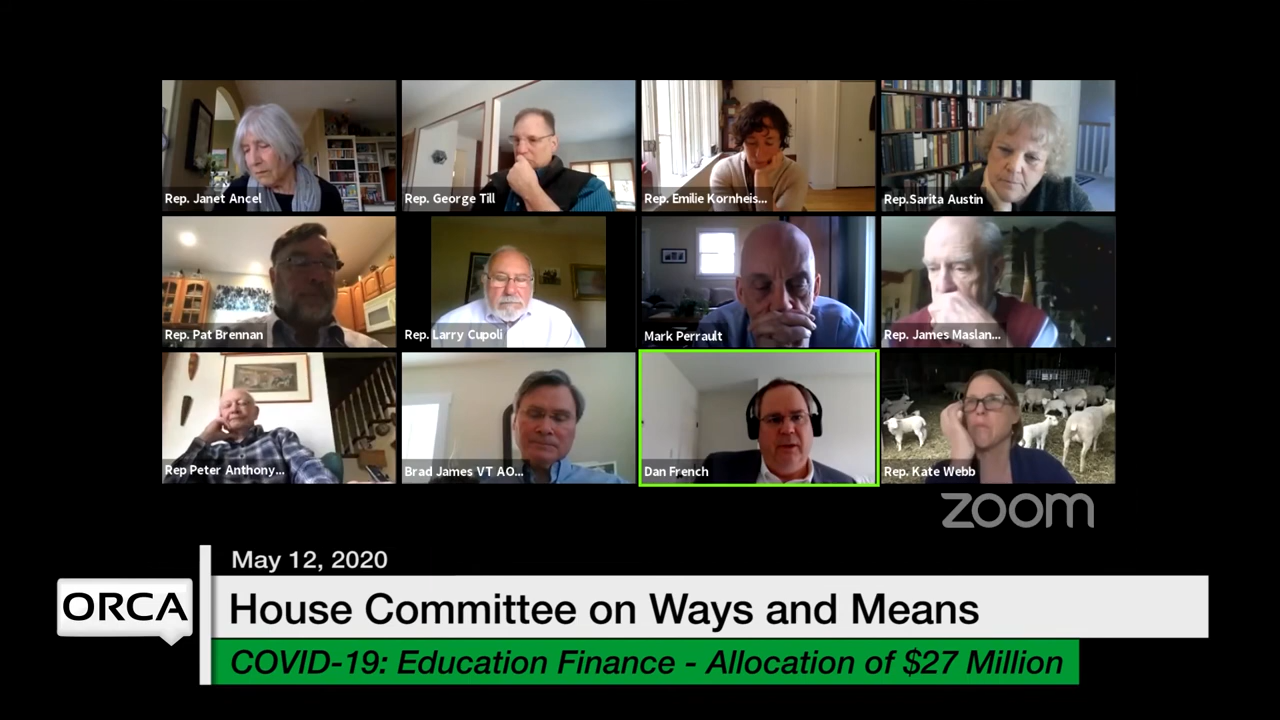 Rep. Janet Ancel
Rep. George Till
Rep. Emilie Kornheis...
Rep.Sarita Austin
Rep. Pat Brennan
Rep. Larry Cupoli
Mark Perrault
Rep. James Maslan...
Rep Peter Anthony...
Brad James VT AO...
Dan French
Rep. Kate Webb
zoom
May 12, 2020
ORCA
House Committee on Ways and Means
COVID-19: Education Finance - Allocation of $27 Million